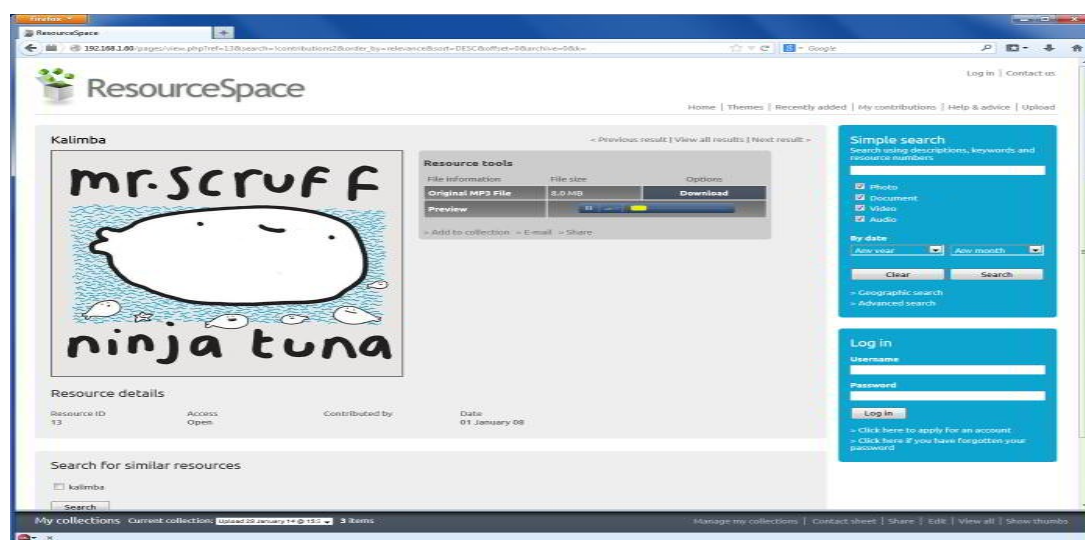 Firefox
ResourceSpace
192.168.1.60/pages/view.php?ref=13&search=!contributions2&order_by=relevance&sort=DESC&offset=0&archive=0&k=
Google
ResourceSpace
Log in | Contact us
Home | Themes | Recently added | My contributions | Help & advice | Upload
Kalimba
< Previous result | View all results | Next result >
mr. scruff
ninja tuna
Resource tools
File information File size Options
Original MP3 File 8.0 MB Download
Preview
> Add to collection > E-mail > Share
Resource details
Resource ID Access Contributed by Date
13 Open 01 January 08
Search for similar resources
kalimba
Search
Simple search
Search using descriptions, keywords and
resource numbers
Photo
Document
Video
Audio
By date
Any year Any month
Clear Search
> Geographic search
> Advanced search
Log in
Username
Password
Log in
> Click here to apply for an account
> Click here if you have forgotten your
password
My collections Current collection: Upload 28 January 14 @ 15:5 3 items
Manage my collections | Contact sheet | Share | Edit | View all | Show thumbs